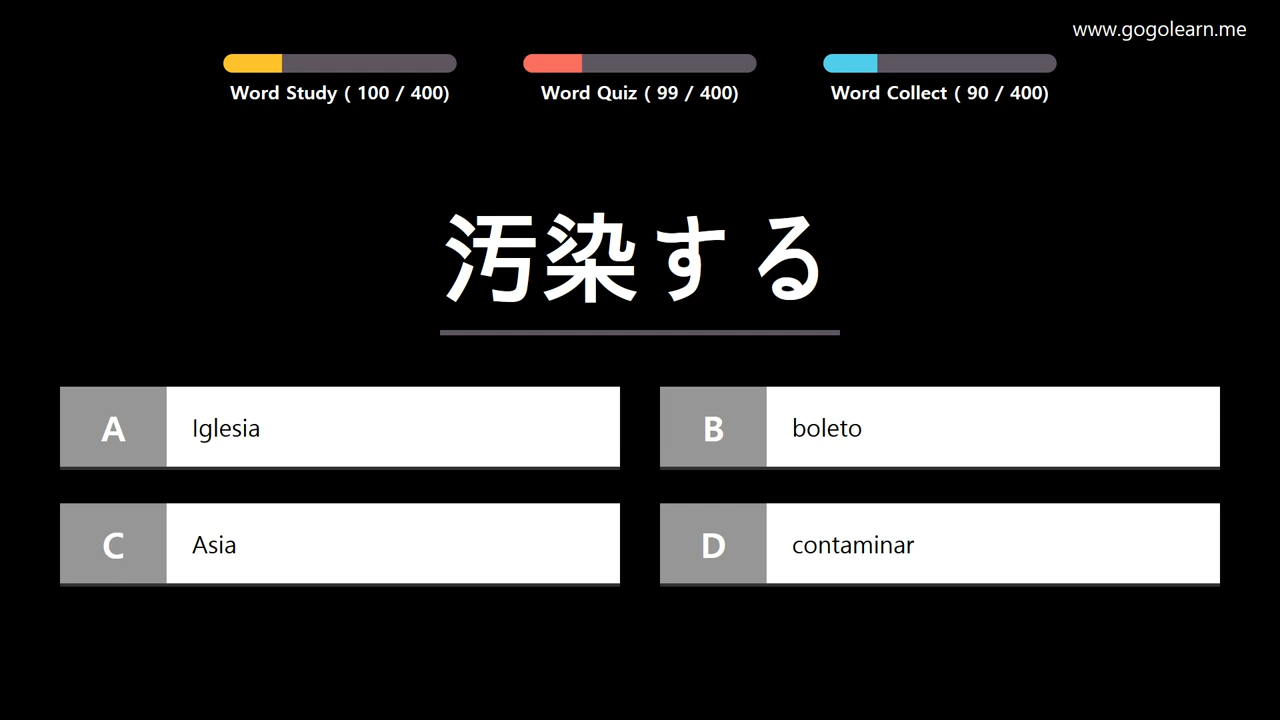 www.gogolearn.me
Word Study ( 100 / 400)
Word Quiz ( 99 / 400)
Word Collect ( 90 / 400)
汚染する
A Iglesia
B boleto
C Asia
D contaminar